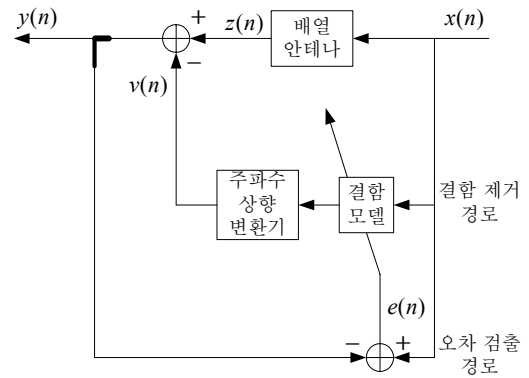 y(n)
+
z(n)
배열
안테나
x(n)
−
v(n)
주파수
상향
변환기
결함
모델
결함 제거
경로
e(n)
−
+
오차 검출
경로